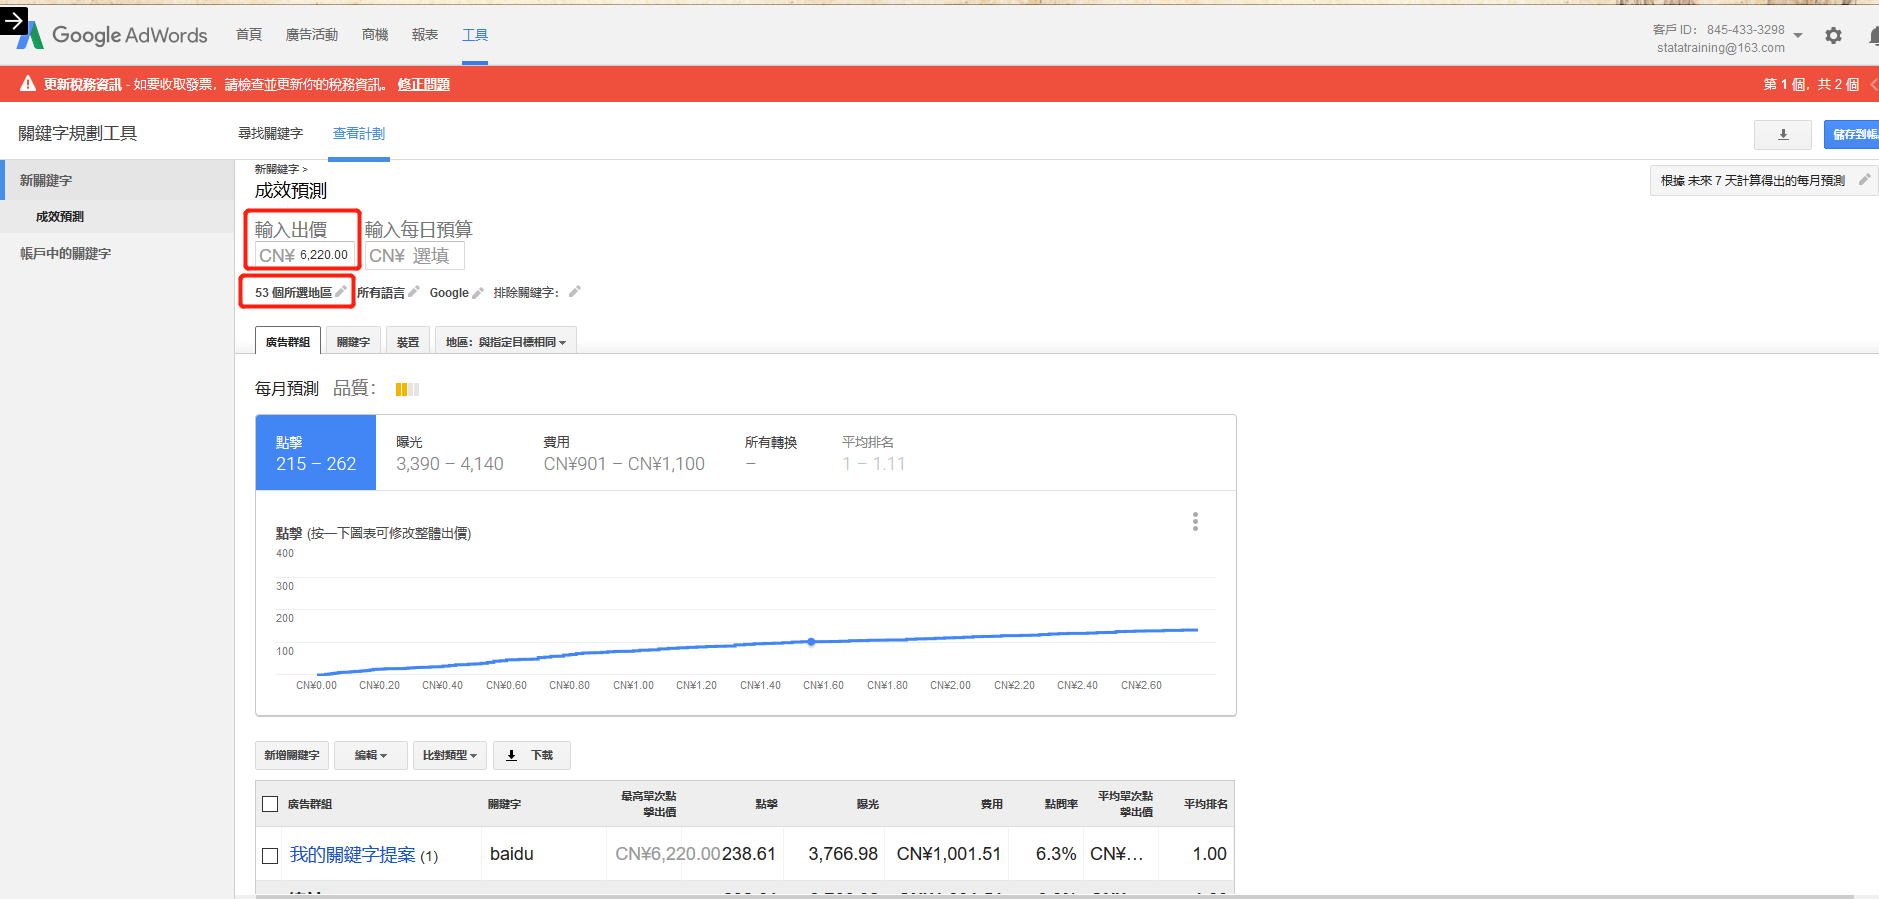 Google AdWords 首頁 廣告活動 商機 報表 工具 客戶 ID： 845-433-3298
statatraining@163.com
更新稅務資訊 - 如要收取發票，請檢查並更新你的稅務資訊。 修正問題 第 1 個，共 2 個
關鍵字規劃工具 尋找關鍵字 查看計劃 儲存到帳
新關鍵字
成效預測
帳戶中的關鍵字
新關鍵字 >
成效預測
根據 未來 7 天計算得出的每月預測
輸入出價 輸入每日預算
CN¥ 6,220.00 CN¥ 選填
53 個所選地區 所有語言 Google 排除關鍵字：
廣告群組 關鍵字 裝置 地區：與指定目標相同
每月預測 品質：
點擊 曝光 費用 所有轉換 平均排名
215 – 262 3,390 – 4,140 CN¥901 – CN¥1,100 – 1 – 1.11
點擊 (按一下圖表可修改整體出價)
400
300
200
100
CN¥0.00 CN¥0.20 CN¥0.40 CN¥0.60 CN¥0.80 CN¥1.00 CN¥1.20 CN¥1.40 CN¥1.60 CN¥1.80 CN¥2.00 CN¥2.20 CN¥2.40 CN¥2.60
新增關鍵字 編輯 比對類型 下載
廣告群組 關鍵字 最高單次點擊出價 點擊 曝光 費用 點閱率 平均單次點擊出價 平均排名
我的關鍵字提案 (1) baidu CN¥6,220.00 238.61 3,766.98 CN¥1,001.51 6.3% CN¥... 1.00